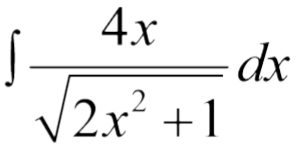 ∫ 4x / √(2x² + 1) dx